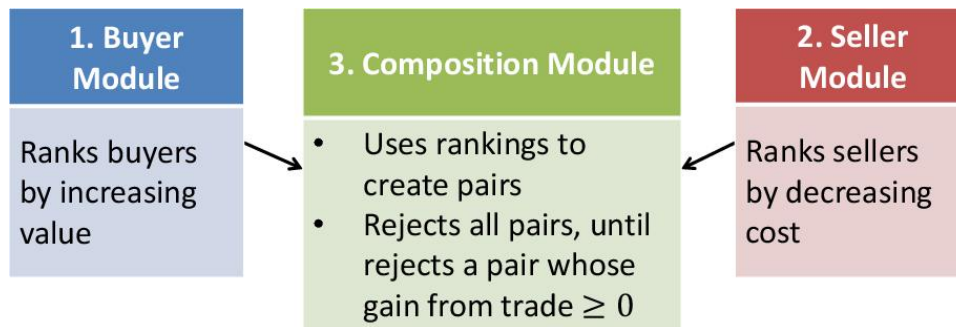 1. Buyer
Module
Ranks buyers
by increasing
value
3. Composition Module
• Uses rankings to
create pairs
• Rejects all pairs, until
rejects a pair whose
gain from trade ≥ 0
2. Seller
Module
Ranks sellers
by decreasing
cost